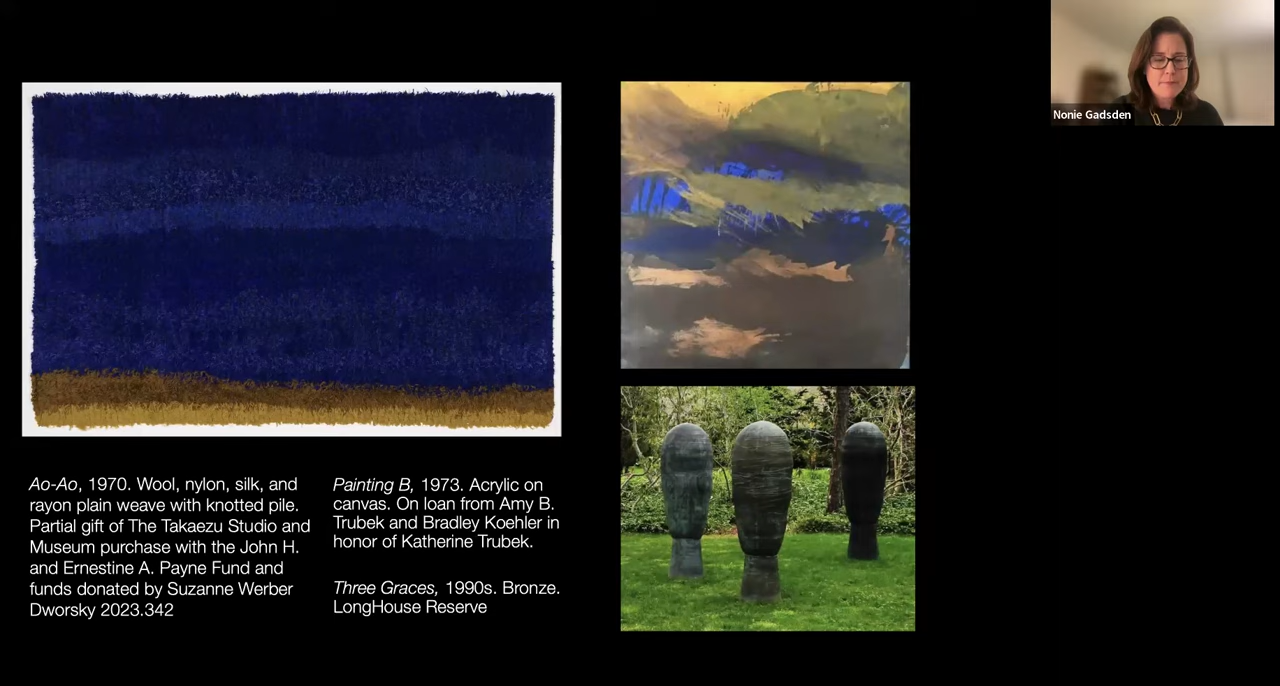 Nonie Gadsden
Ao-Ao, 1970. Wool, nylon, silk, and
rayon plain weave with knotted pile.
Partial gift of The Takaezu Studio and
Museum purchase with the John H.
and Ernestine A. Payne Fund and
funds donated by Suzanne Werber
Dworsky 2023.342
Painting B, 1973. Acrylic on
canvas. On loan from Amy B.
Trubek and Bradley Koehler in
honor of Katherine Trubek.
Three Graces, 1990s. Bronze.
LongHouse Reserve